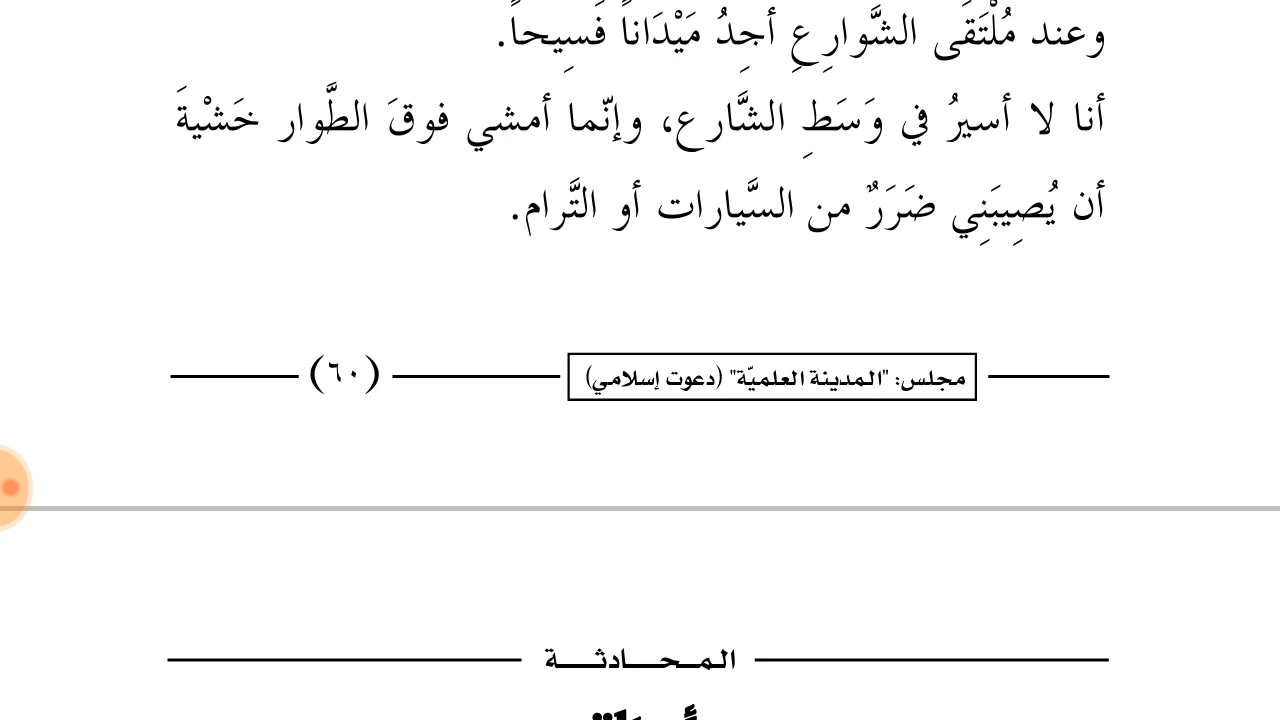 وعند مُلْتَقَى الشَّوارِعِ أجِدُ مَيْدَاناً فَسِيحاً.
أنا لا أسيرُ في وَسَطِ الشَّارع، وإنّما أمشي فوقَ الطَّوار خَشْيةَ
أن يُصِيبَنِي ضَرَرٌ من السَّيارات أو التَّرام.
مجلس: "المدينة العلميّة" (دعوت إسلامي)
(٦٠)
المحادثة